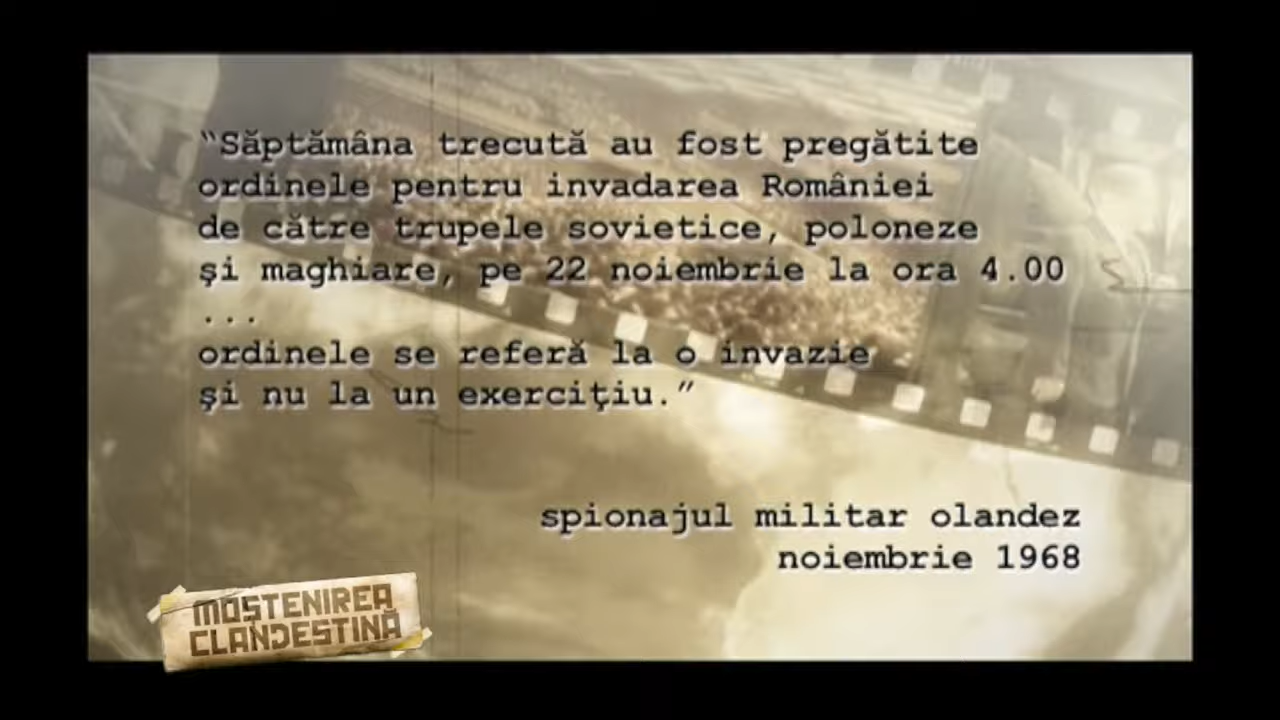 “Săptămâna trecută au fost pregătite
ordinele pentru invadarea României
de către trupele sovietice, poloneze
şi maghiare, pe 22 noiembrie la ora 4.00
...
ordinele se referă la o invazie
şi nu la un exerciţiu.”
spionajul militar olandez
noiembrie 1968
MOŞTENIREA
CLANDESTINĂ